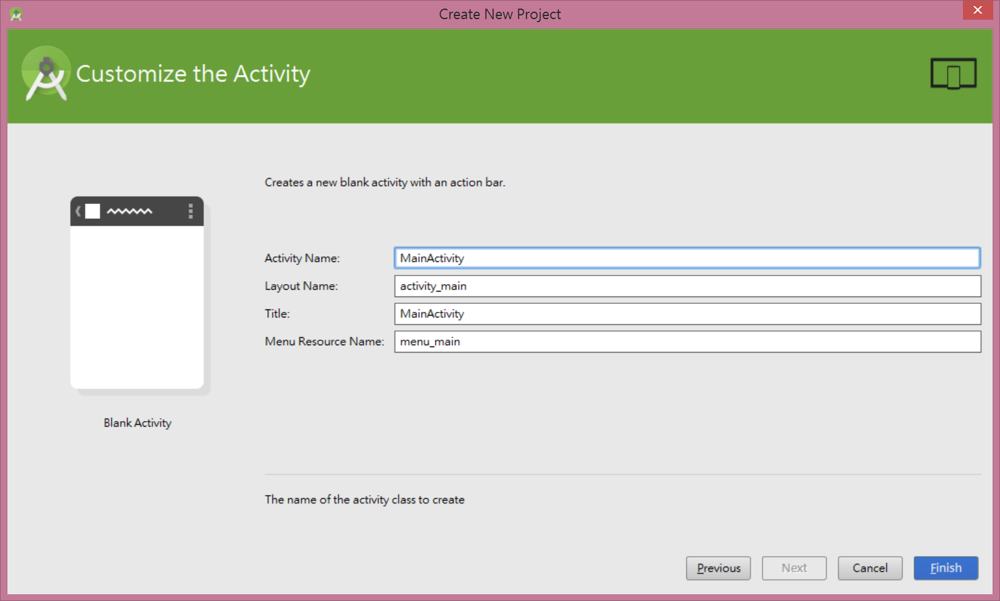 Create New Project
Customize the Activity
Creates a new blank activity with an action bar.
Activity Name: MainActivity
Layout Name: activity_main
Title: MainActivity
Menu Resource Name: menu_main
Blank Activity
The name of the activity class to create
Previous Next Cancel Finish